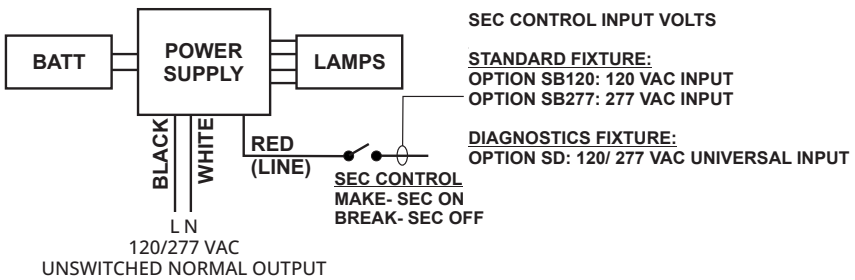 SEC CONTROL INPUT VOLTS
BATT
POWER
SUPPLY
LAMPS
STANDARD FIXTURE:
OPTION SB120: 120 VAC INPUT
OPTION SB277: 277 VAC INPUT
BLACK
WHITE
RED
(LINE)
DIAGNOSTICS FIXTURE:
OPTION SD: 120/ 277 VAC UNIVERSAL INPUT
SEC CONTROL
MAKE- SEC ON
BREAK- SEC OFF
L N
120/277 VAC
UNSWITCHED NORMAL OUTPUT